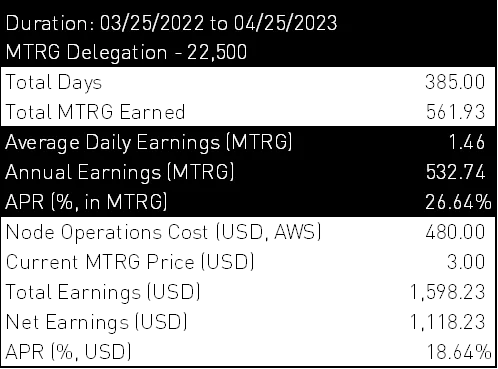 Duration: 03/25/2022 to 04/25/2023
MTRG Delegation - 22,500
Total Days 385.00
Total MTRG Earned 561.93
Average Daily Earnings (MTRG) 1.46
Annual Earnings (MTRG) 532.74
APR (%, in MTRG) 26.64%
Node Operations Cost (USD, AWS) 480.00
Current MTRG Price (USD) 3.00
Total Earnings (USD) 1,598.23
Net Earnings (USD) 1,118.23
APR (%, USD) 18.64%